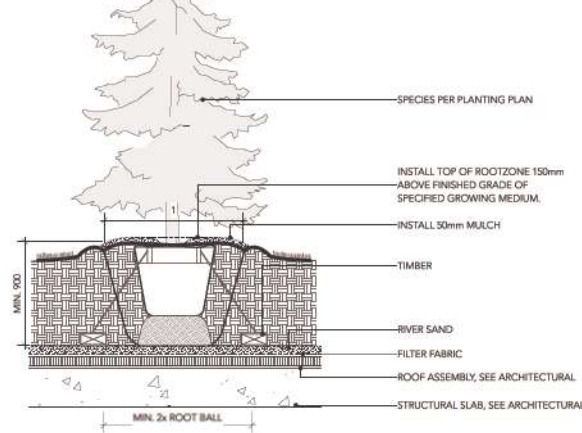 SPECIES PER PLANTING PLAN
INSTALL TOP OF ROOTZONE 150mm
ABOVE FINISHED GRADE OF
SPECIFIED GROWING MEDIUM.
INSTALL 50mm MULCH
1
TIMBER
MIN. 900
RIVER SAND
FILTER FABRIC
ROOF ASSEMBLY, SEE ARCHITECTURAL
STRUCTURAL SLAB, SEE ARCHITECTURAL
MIN. 2x ROOT BALL